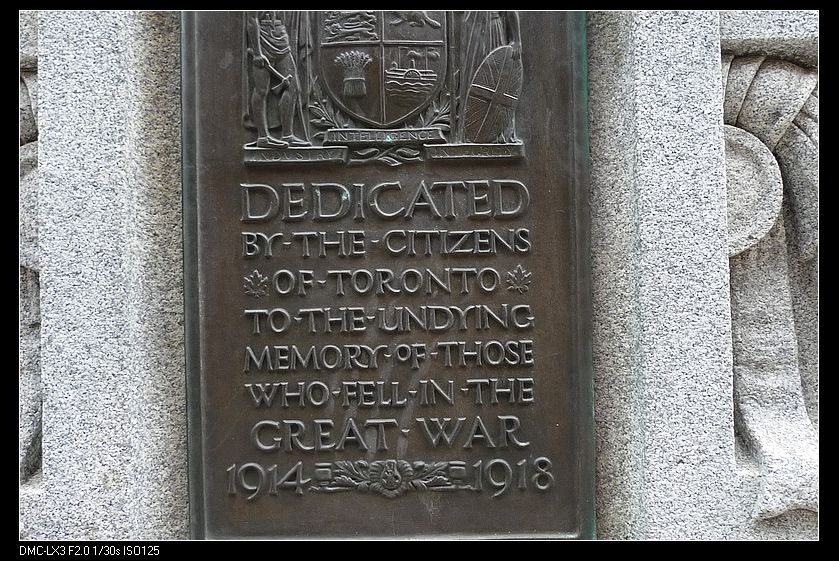 INTELLIGENCE
INDUSTRY INTEGRITY
DEDICATED
BY-THE-CITIZENS
OF-TORONTO
TO-THE-UNDYING
MEMORY-OF-THOSE
WHO-FELL-IN-THE
GREAT-WAR
1914 1918
DMC-LX3 F2.0 1/30s ISO125